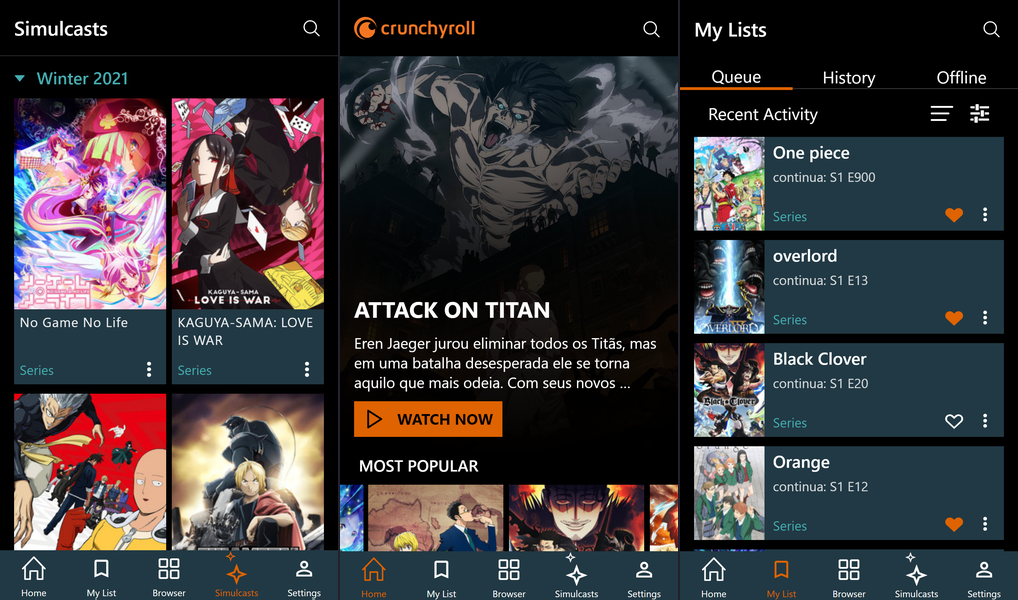 Simulcasts
Winter 2021
No Game No Life
Series
KAGUYA-SAMA
LOVE IS WAR
KAGUYA-SAMA: LOVE
IS WAR
Series
Home
My List
Browser
Simulcasts
Settings
crunchyroll
ATTACK ON TITAN
Eren Jaeger jurou eliminar todos os Titãs, mas
em uma batalha desesperada ele se torna
aquilo que mais odeia. Com seus novos ...
WATCH NOW
MOST POPULAR
Home
My List
Browser
Simulcasts
Settings
My Lists
Queue
History
Offline
Recent Activity
One piece
continua: S1 E900
Series
OVERLORD
overlord
continua: S1 E13
Series
Black Clover
Black Clover
continua: S1 E20
Series
Orange
continua: S1 E12
Series
Home
My List
Browser
Simulcasts
Settings